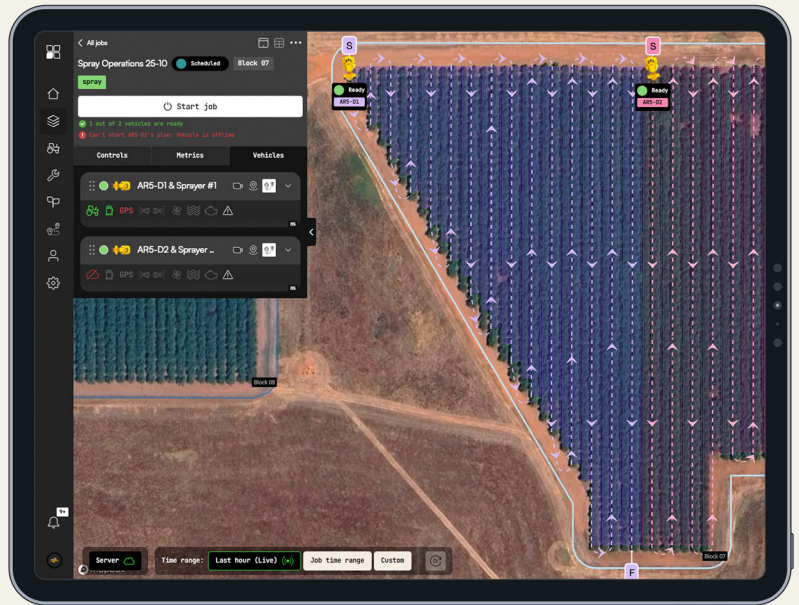 All jobs
Spray Operations 25-10 Scheduled Block 07
spray
Start job
1 out of 2 vehicles are ready
Can't start AR5-D2's plan: Vehicle is offline
Controls Metrics Vehicles
AR5-D1 & Sprayer #1
GPS
0%
AR5-D2 & Sprayer …
GPS
0%
S
Ready
AR5-D1
S
Ready
AR5-D2
Block 08
Block 07
F
9+
Server
Time range: Last hour (Live) Job time range Custom
mapbox